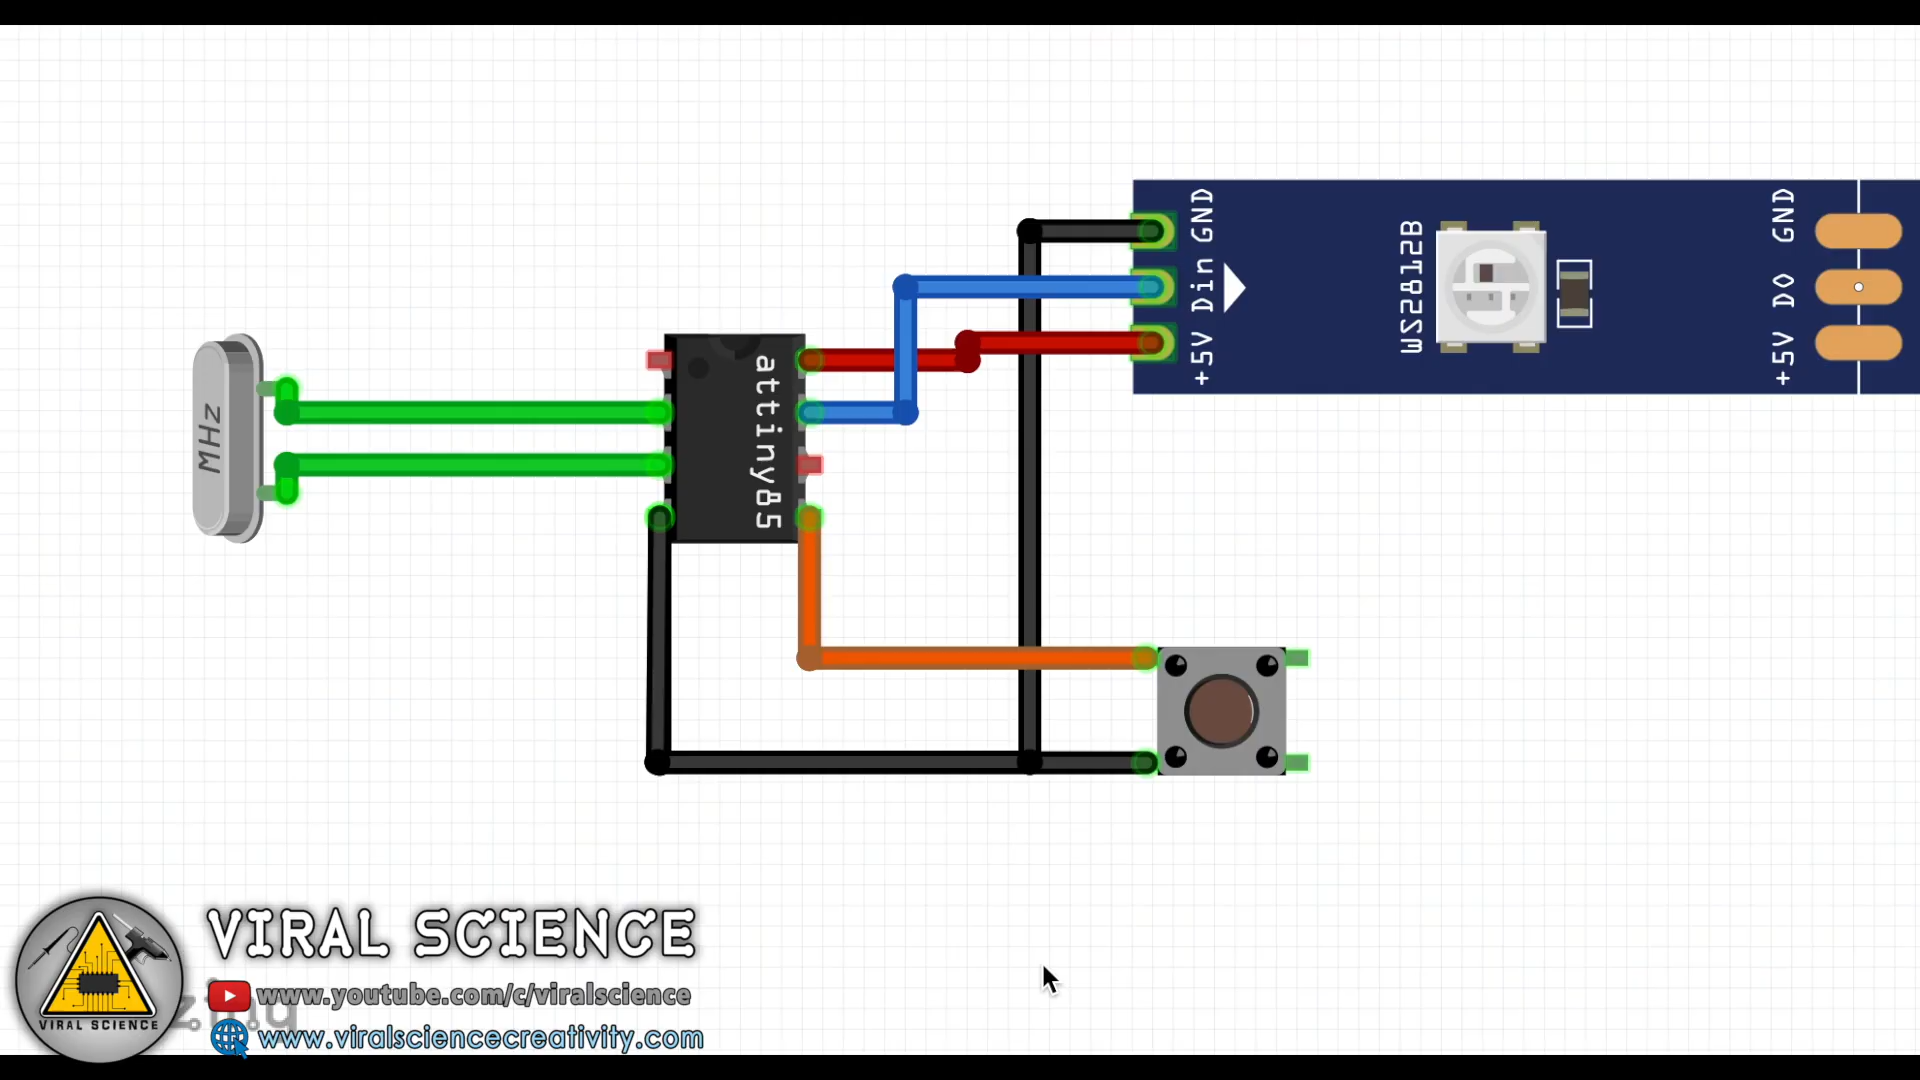 GND
Din
+5V
WS2812B
GND
DO
+5V
MHz
attiny85
VIRAL SCIENCE
www.youtube.com/c/viralscience
www.viralsciencecreativity.com
VIRAL SCIENCE